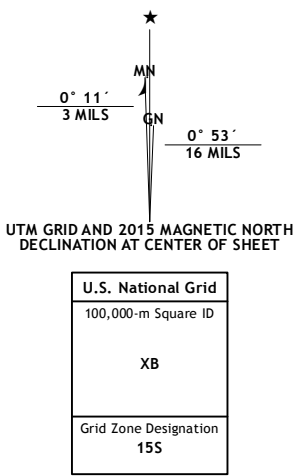 ★
MN
0° 11´
3 MILS
GN
0° 53´
16 MILS
UTM GRID AND 2015 MAGNETIC NORTH
DECLINATION AT CENTER OF SHEET
U.S. National Grid
100,000-m Square ID
XB
Grid Zone Designation
15S